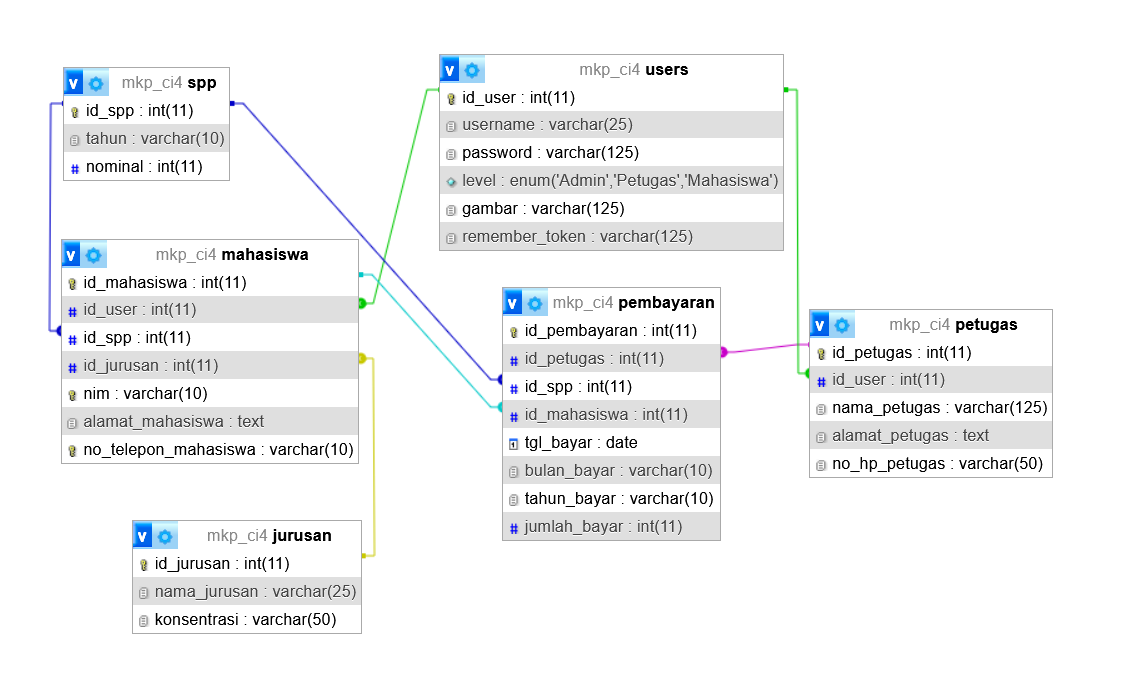 v mkp_ci4 spp
id_spp : int(11)
tahun : varchar(10)
nominal : int(11)
v mkp_ci4 users
id_user : int(11)
username : varchar(25)
password : varchar(125)
level : enum('Admin','Petugas','Mahasiswa')
gambar : varchar(125)
remember_token : varchar(125)
v mkp_ci4 mahasiswa
id_mahasiswa : int(11)
# id_user : int(11)
# id_spp : int(11)
# id_jurusan : int(11)
nim : varchar(10)
alamat_mahasiswa : text
no_telepon_mahasiswa : varchar(10)
v mkp_ci4 pembayaran
id_pembayaran : int(11)
# id_petugas : int(11)
# id_spp : int(11)
# id_mahasiswa : int(11)
tgl_bayar : date
bulan_bayar : varchar(10)
tahun_bayar : varchar(10)
# jumlah_bayar : int(11)
v mkp_ci4 petugas
id_petugas : int(11)
# id_user : int(11)
nama_petugas : varchar(125)
alamat_petugas : text
no_hp_petugas : varchar(50)
v mkp_ci4 jurusan
id_jurusan : int(11)
nama_jurusan : varchar(25)
konsentrasi : varchar(50)